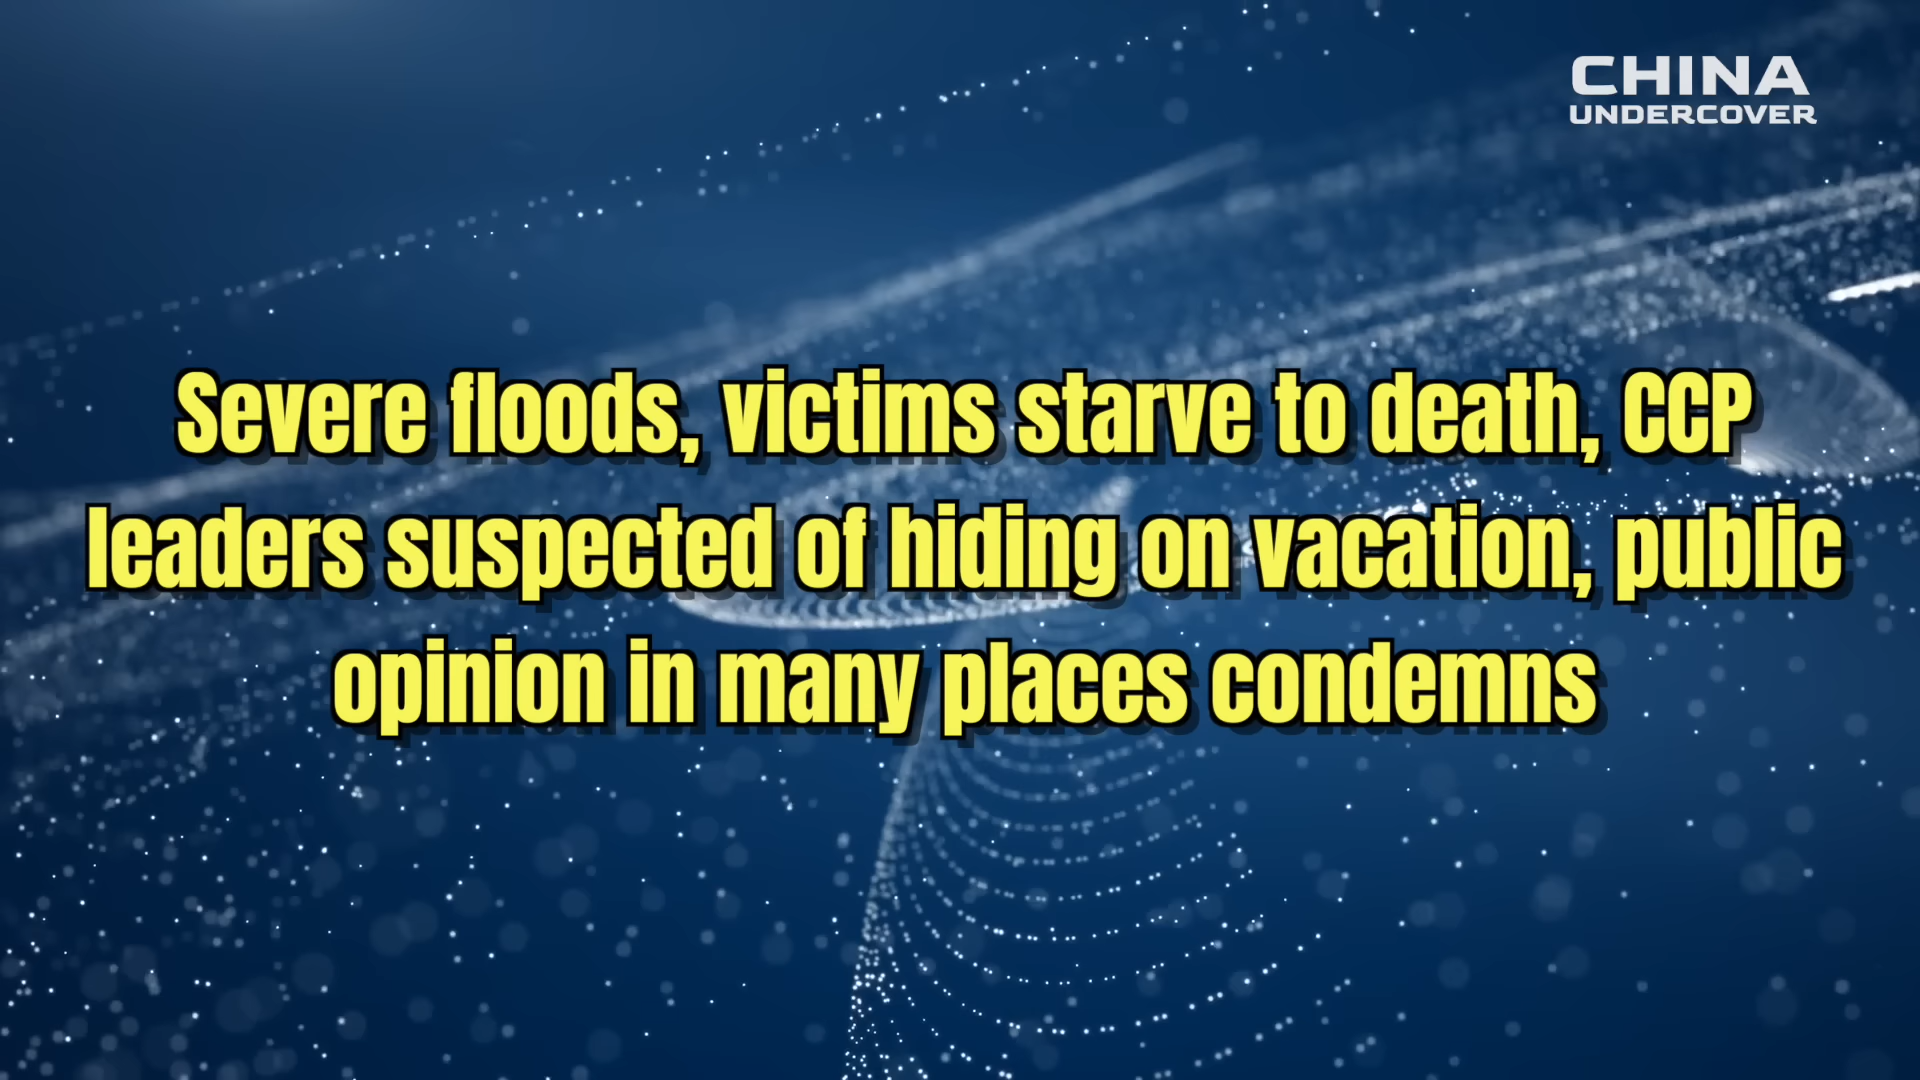 CHINA
UNDERCOVER
Severe floods, victims starve to death, CCP
leaders suspected of hiding on vacation, public
opinion in many places condemns